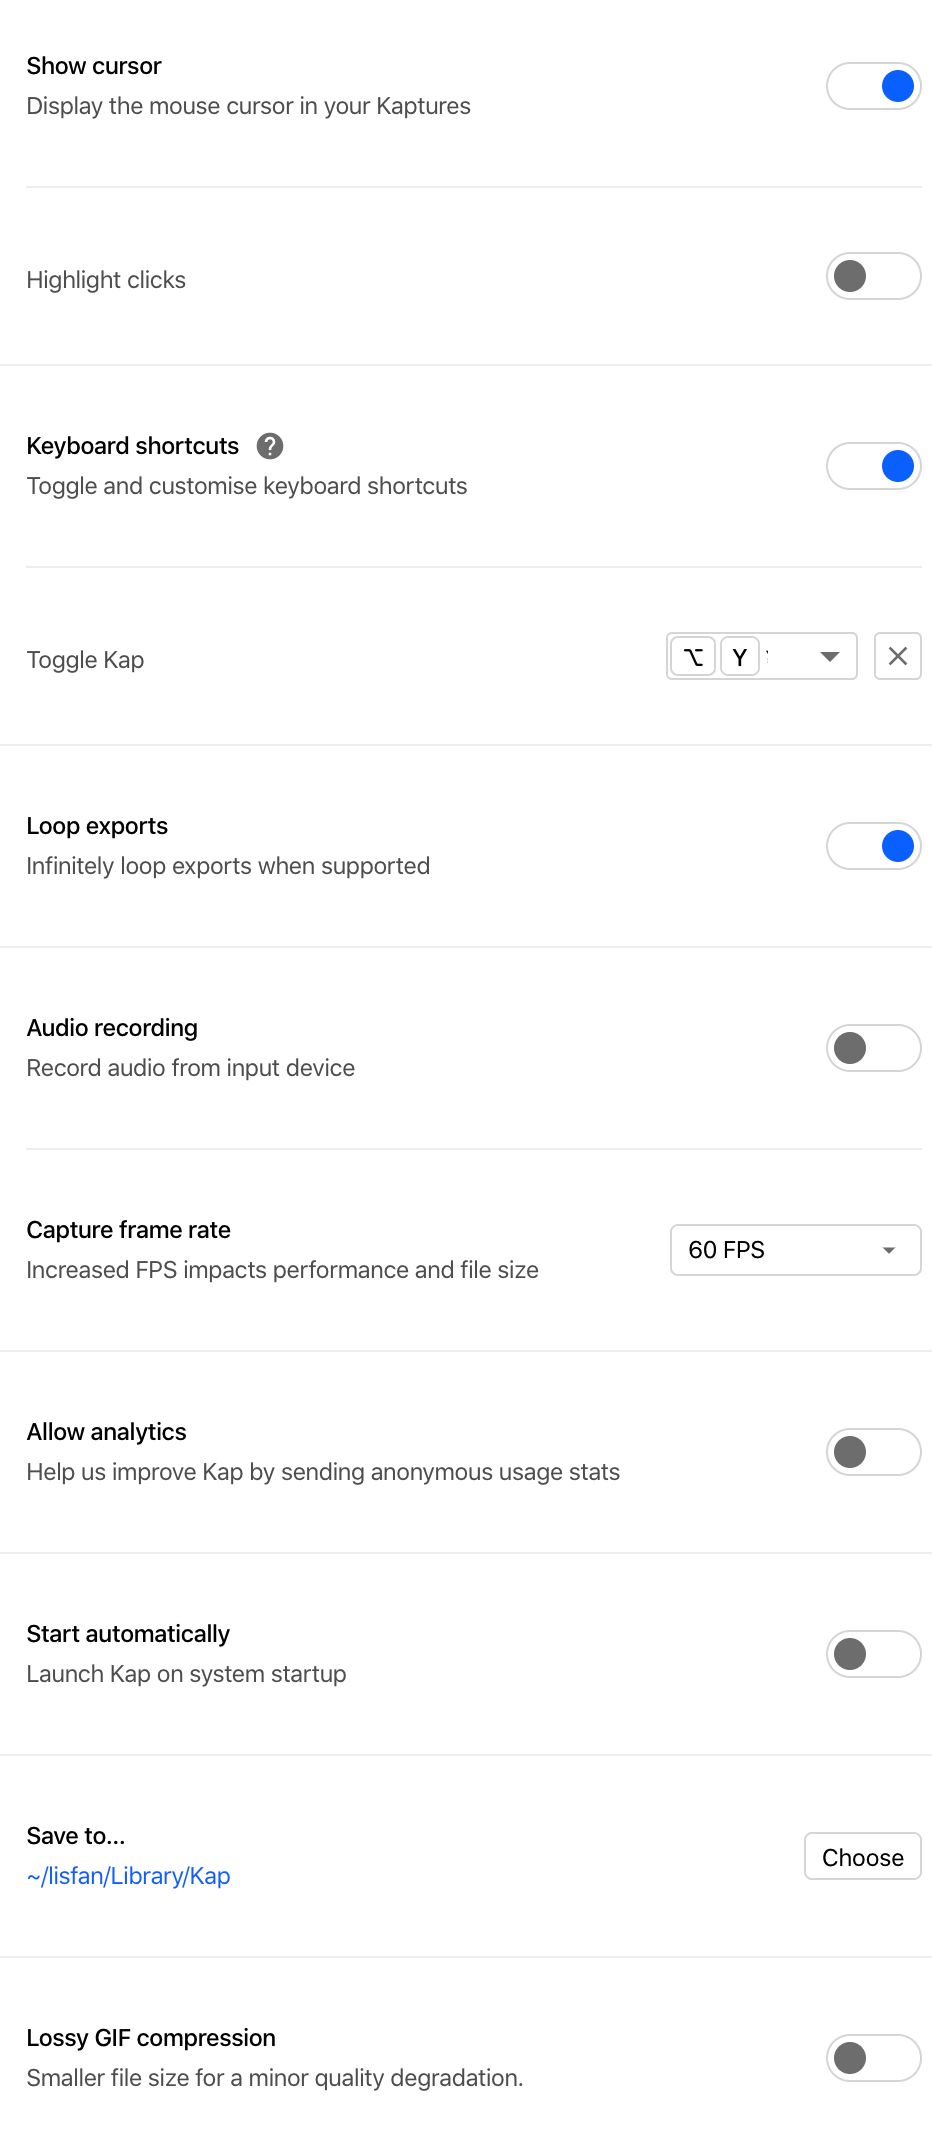 Show cursor
Display the mouse cursor in your Kaptures
Highlight clicks
Keyboard shortcuts ?
Toggle and customise keyboard shortcuts
Toggle Kap ⌥ Y
Loop exports
Infinitely loop exports when supported
Audio recording
Record audio from input device
Capture frame rate
60 FPS
Increased FPS impacts performance and file size
Allow analytics
Help us improve Kap by sending anonymous usage stats
Start automatically
Launch Kap on system startup
Save to...
Choose
~/lisfan/Library/Kap
Lossy GIF compression
Smaller file size for a minor quality degradation.